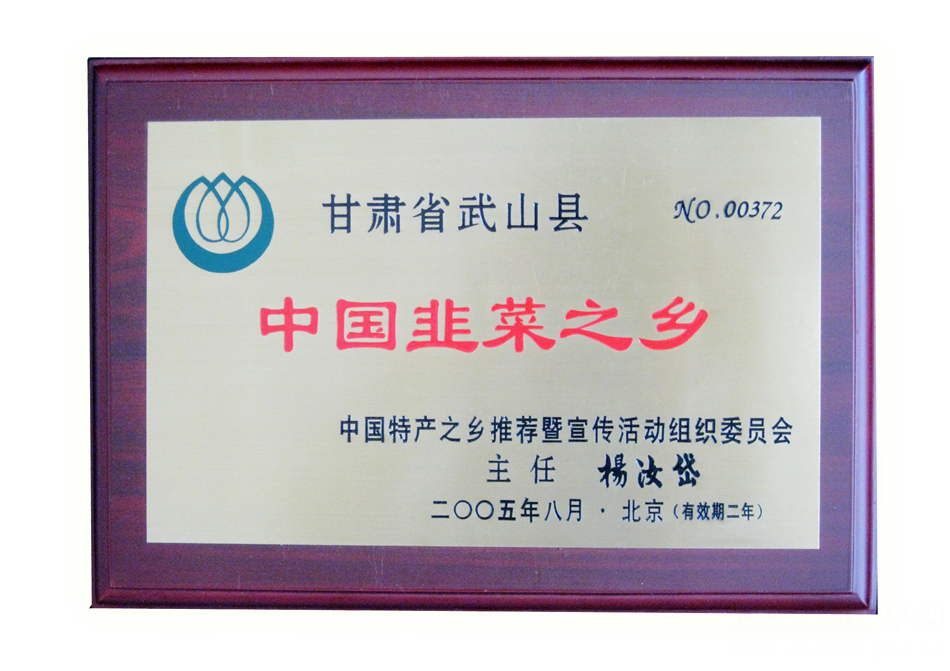 甘肃省武山县 NO.00372
中国韭菜之乡
中国特产之乡推荐暨宣传活动组织委员会
主任 楊汝岱
二〇〇五年八月·北京(有效期二年)